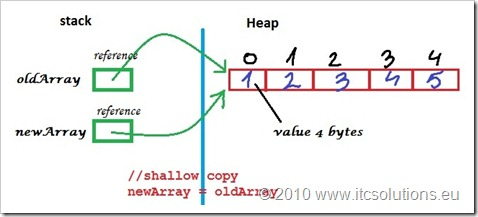 stack
Heap
reference
0 1 2 3 4
oldArray
1 2 3 4 5
reference
newArray
value 4 bytes
//shallow copy
newArray = oldArray
© 2010 www.itcsolutions.eu